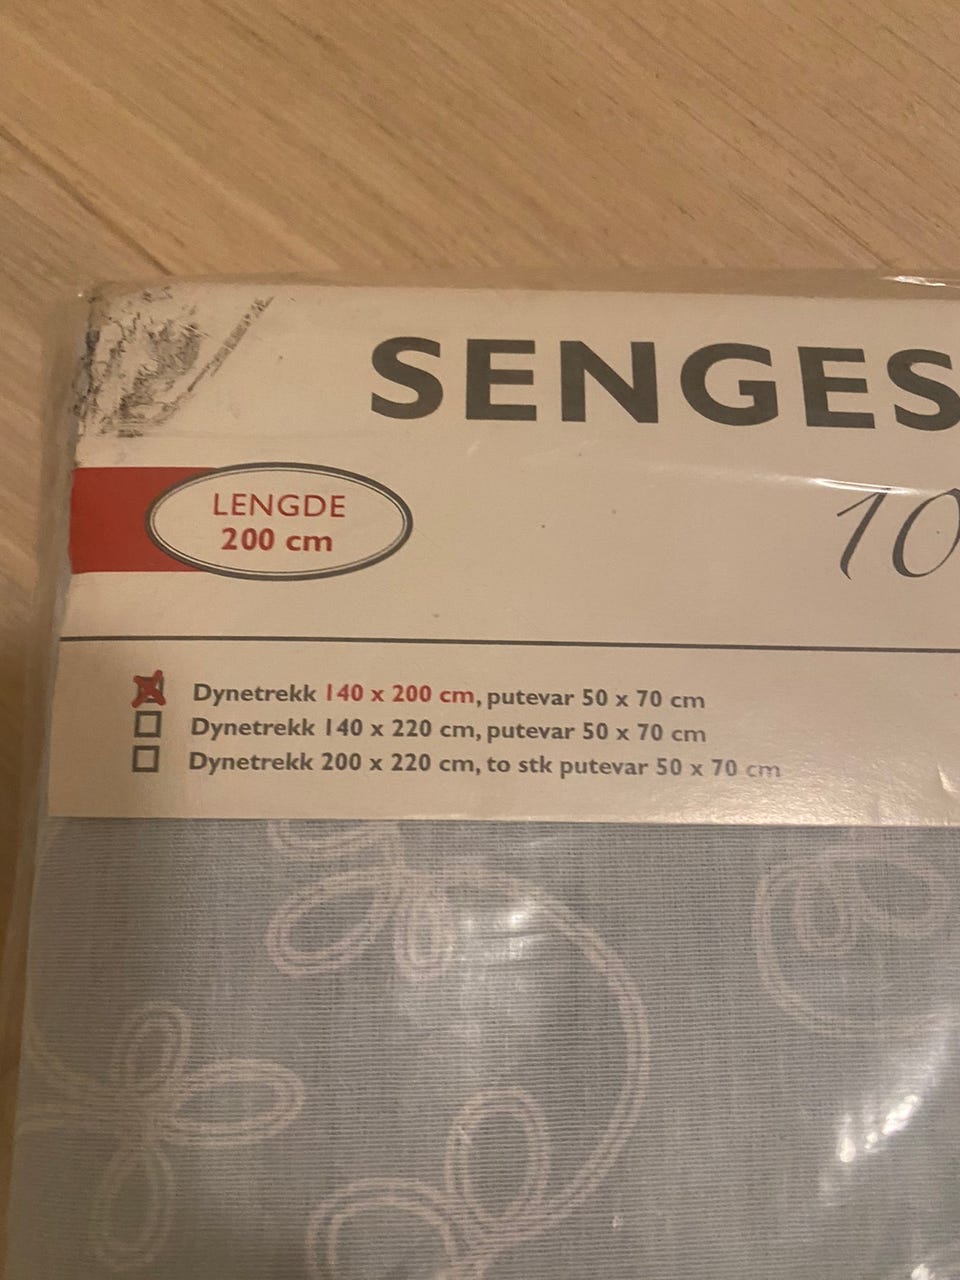 SENGES
LENGDE
200 cm
10
Dynetrekk 140 x 200 cm, putevar 50 x 70 cm
Dynetrekk 140 x 220 cm, putevar 50 x 70 cm
Dynetrekk 200 x 220 cm, to stk putevar 50 x 70 cm